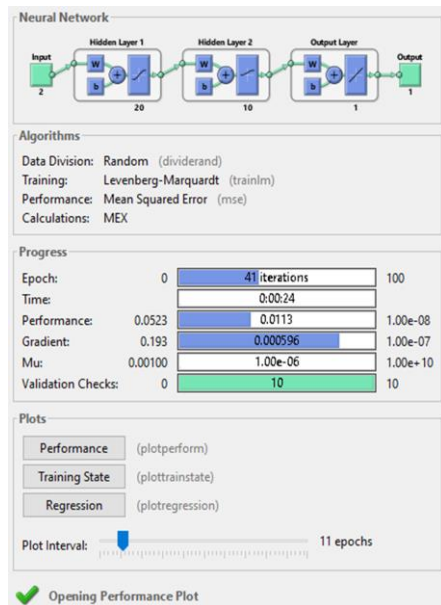 Neural Network
Hidden Layer 1 Hidden Layer 2 Output Layer
Input Output
W W W
+ + +
b b b
2 20 10 1 1
Algorithms
Data Division: Random (dividerand)
Training: Levenberg-Marquardt (trainlm)
Performance: Mean Squared Error (mse)
Calculations: MEX
Progress
Epoch: 0 41 iterations 100
Time: 0:00:24
Performance: 0.0523 0.0113 1.00e-08
Gradient: 0.193 0.000596 1.00e-07
Mu: 0.00100 1.00e-06 1.00e+10
Validation Checks: 0 10 10
Plots
Performance (plotperform)
Training State (plottrainstate)
Regression (plotregression)
Plot Interval: 11 epochs
Opening Performance Plot